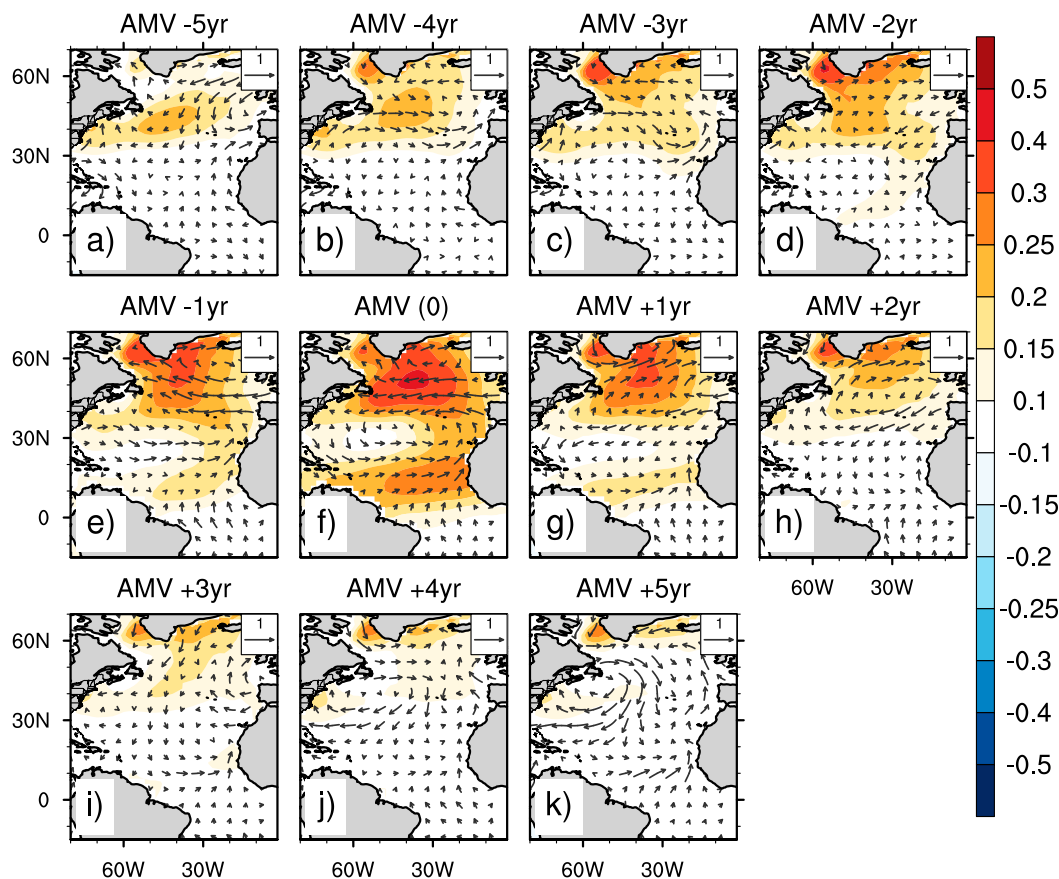 AMV -5yr
AMV -4yr
AMV -3yr
AMV -2yr
60N
30N
0
1
1
1
1
a)
b)
c)
d)
AMV -1yr
AMV (0)
AMV +1yr
AMV +2yr
60N
30N
0
1
1
1
1
e)
f)
g)
h)
60W
30W
AMV +3yr
AMV +4yr
AMV +5yr
60N
30N
0
1
1
1
i)
j)
k)
60W
30W
60W
30W
60W
30W
0.5
0.4
0.3
0.25
0.2
0.15
0.1
-0.1
-0.15
-0.2
-0.25
-0.3
-0.4
-0.5